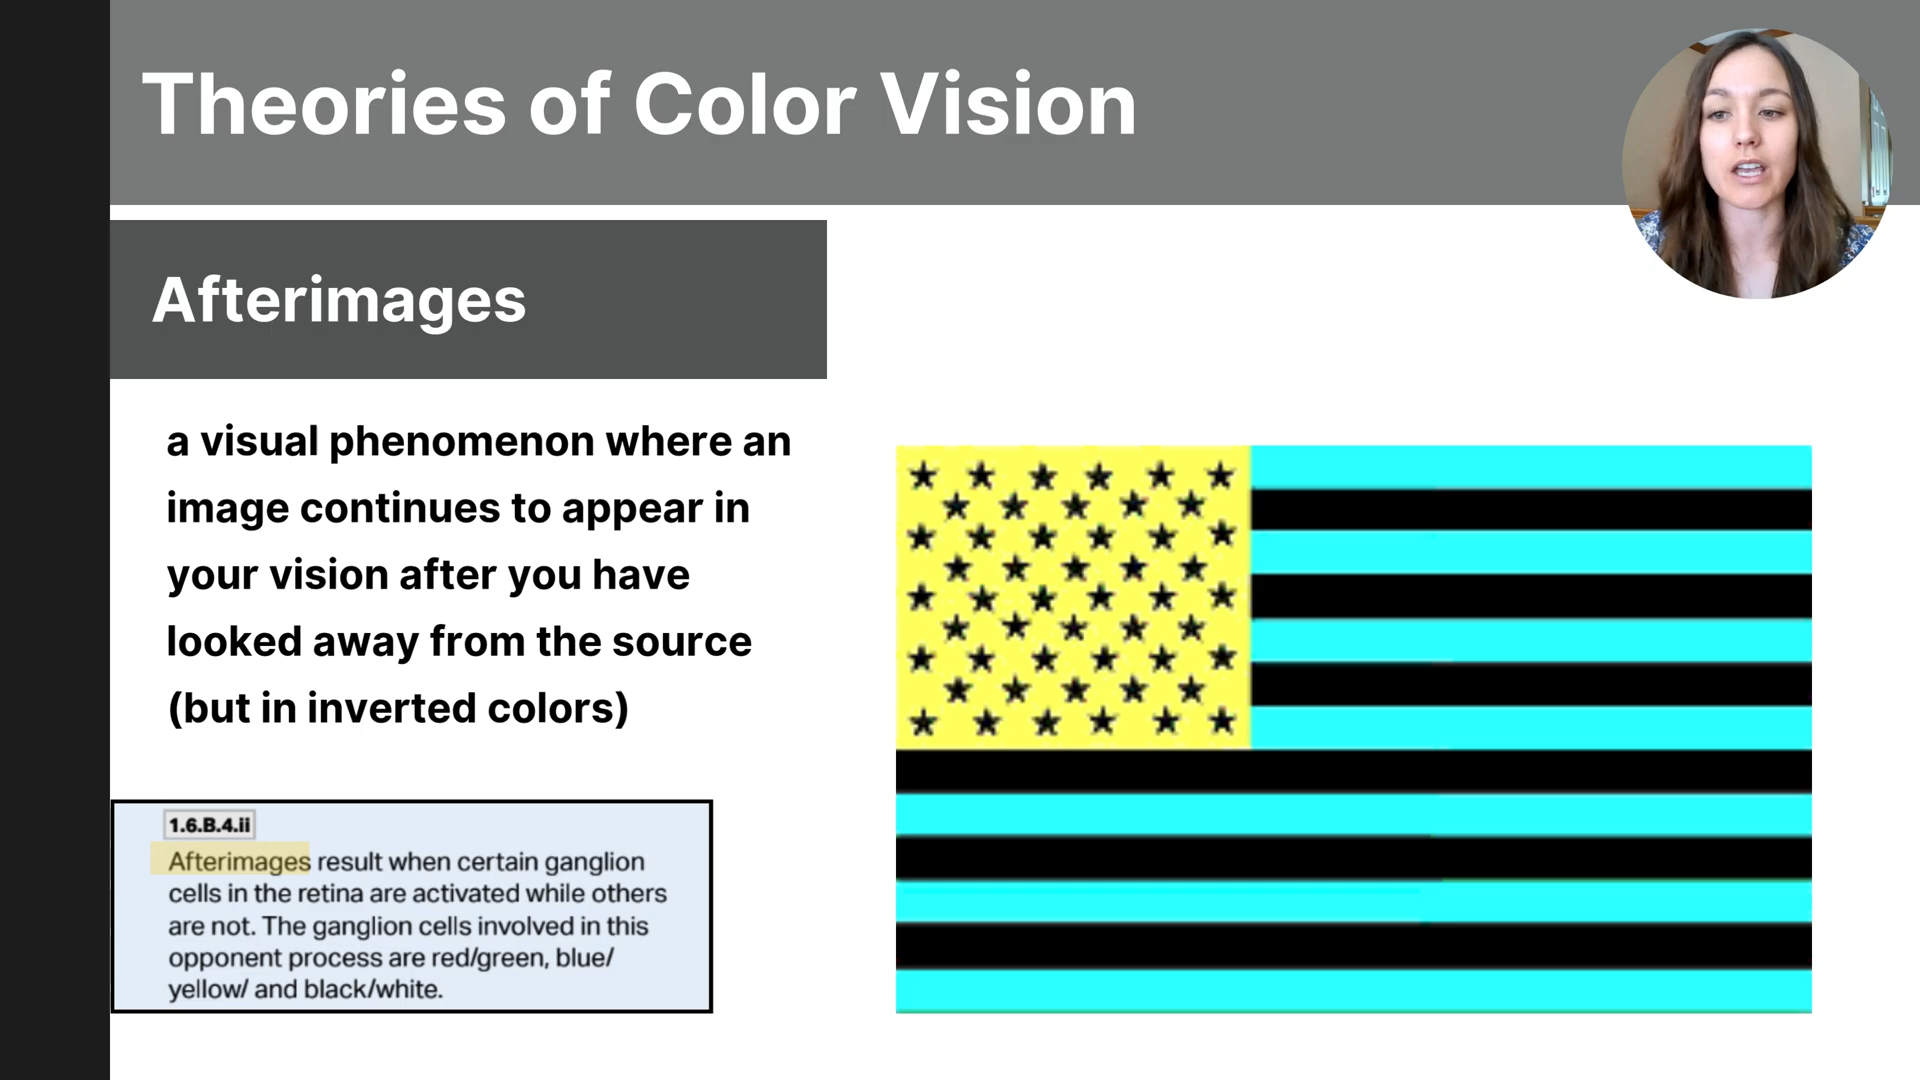 Theories of Color Vision
Afterimages
a visual phenomenon where an
image continues to appear in
your vision after you have
looked away from the source
(but in inverted colors)
1.6.B.4.ii
Afterimages result when certain ganglion
cells in the retina are activated while others
are not. The ganglion cells involved in this
opponent process are red/green, blue/
yellow/ and black/white.